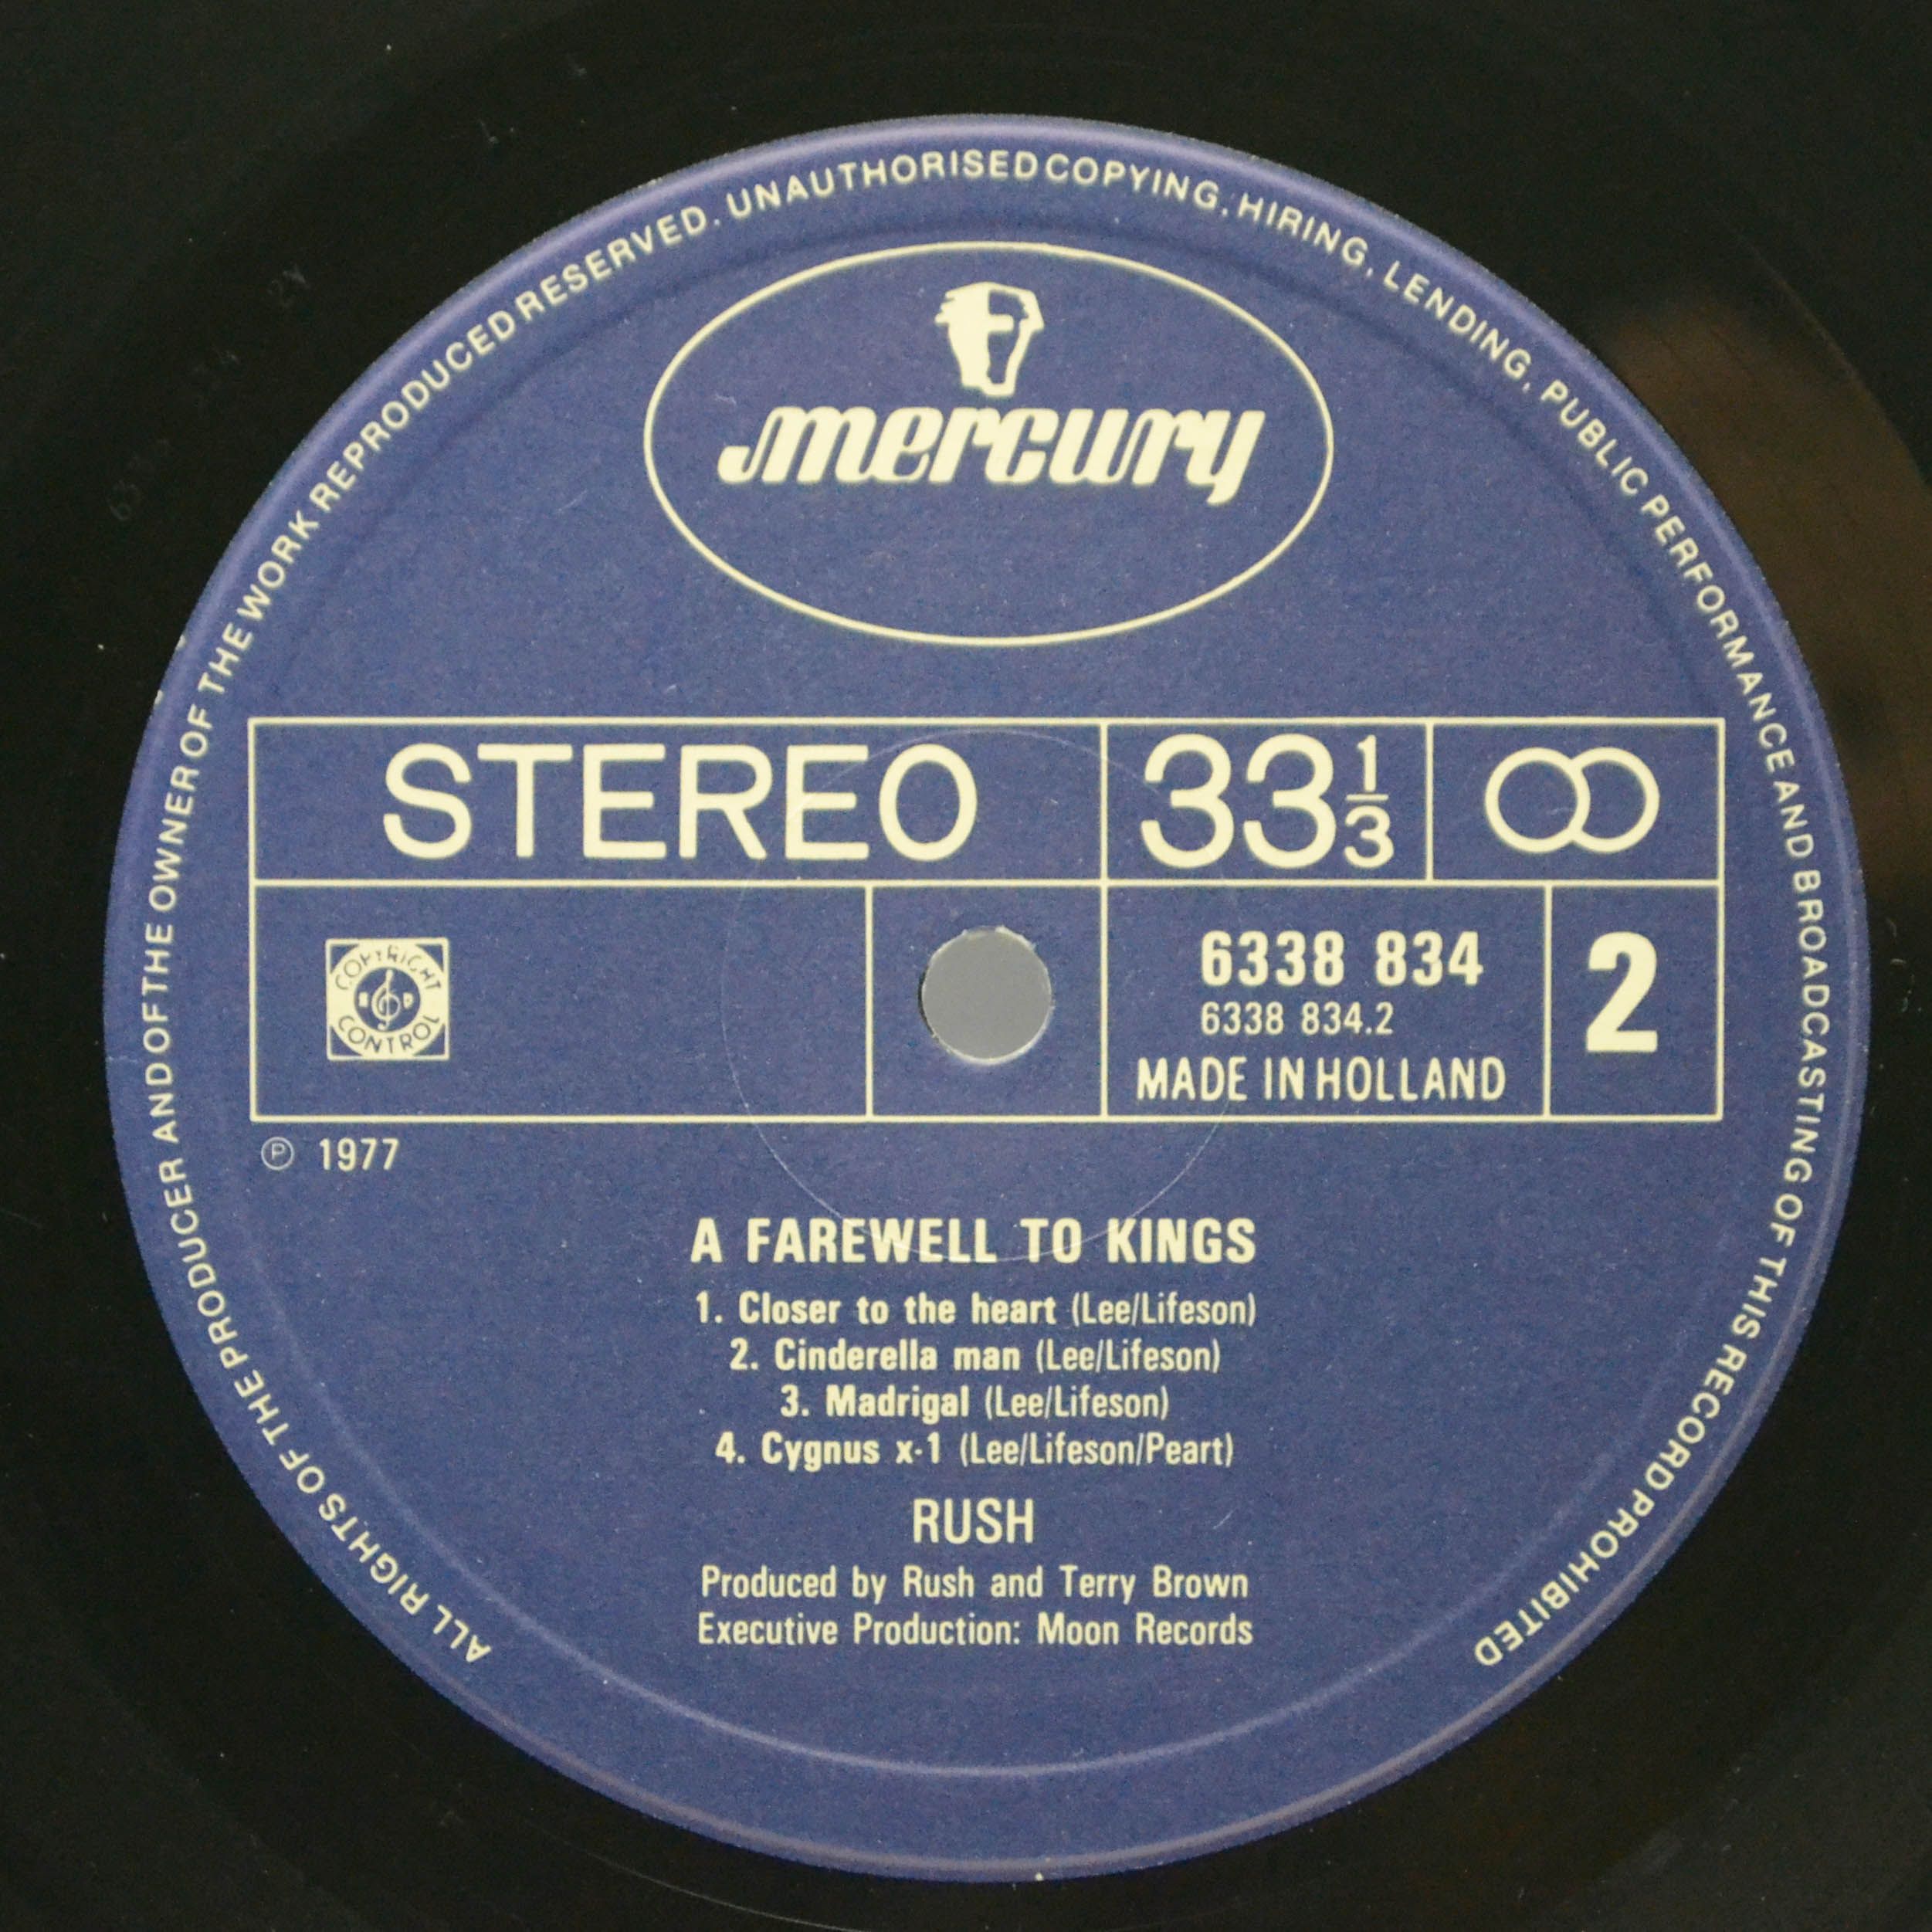 ALL RIGHTS OF THE PRODUCER AND OF THE OWNER OF THE WORK REPRODUCED RESERVED. UNAUTHORISED COPYING, HIRING, LENDING, PUBLIC PERFORMANCE AND BROADCASTING OF THIS RECORD PROHIBITED
mercury
STEREO
33 1/3
COPYRIGHT
CONTROL
6338 834
6338 834.2
MADE IN HOLLAND
2
Ⓟ 1977
A FAREWELL TO KINGS
1. Closer to the heart (Lee/Lifeson)
2. Cinderella man (Lee/Lifeson)
3. Madrigal (Lee/Lifeson)
4. Cygnus x-1 (Lee/Lifeson/Peart)
RUSH
Produced by Rush and Terry Brown
Executive Production: Moon Records